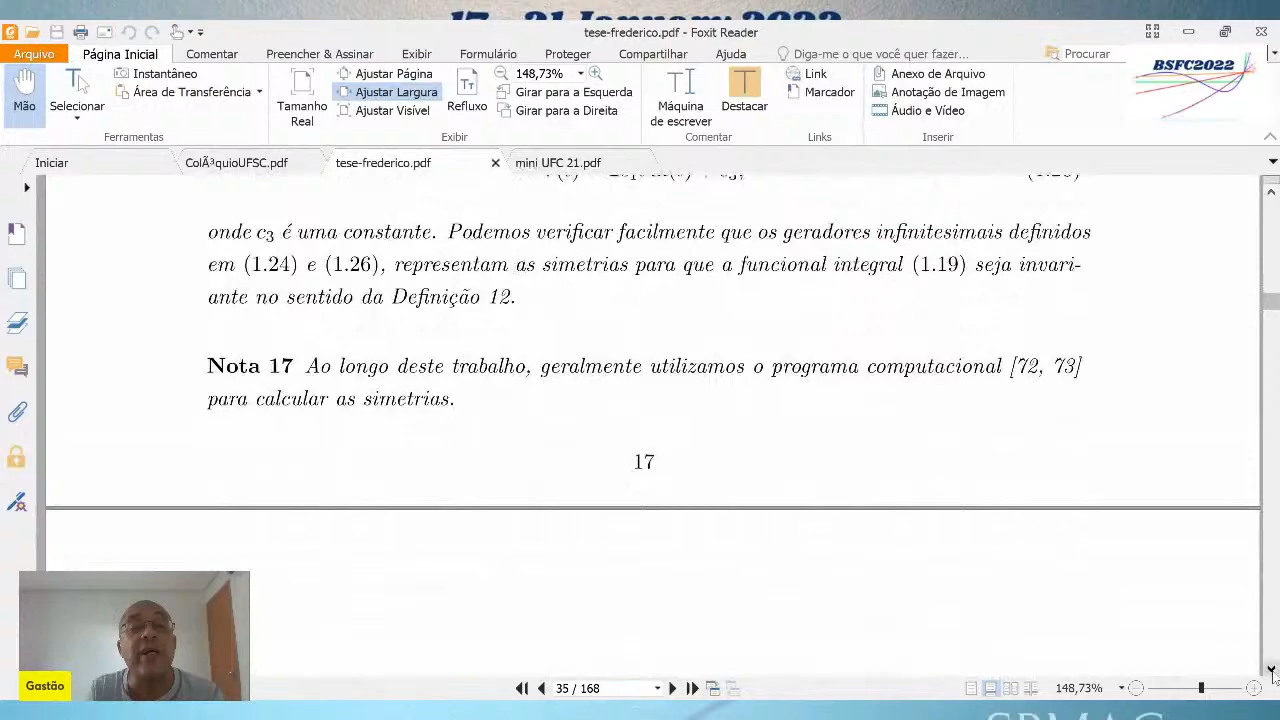 17 - 21 January 2022
tese-frederico.pdf - Foxit Reader
Arquivo Página Inicial Comentar Preencher & Assinar Exibir Formulário Proteger Compartilhar Ajuta Diga-me o que você quer fazer... Procurar
BSFC2022
Mão
Selecionar
Instantâneo
Área de Transferência
Ferramentas
Tamanho
Real
Ajustar Página
Ajustar Largura
Ajustar Visível
Refluxo
148,73%
Girar para a Esquerda
Girar para a Direita
Exibir
Máquina
de escrever
Destacar
Comentar
Link
Marcador
Links
Anexo de Arquivo
Anotação de Imagem
Áudio e Vídeo
Inserir
Iniciar ColÃ³quioUFSC.pdf tese-frederico.pdf mini UFC 21.pdf
onde c3 é uma constante. Podemos verificar facilmente que os geradores infinitesimais definidos
em (1.24) e (1.26), representam as simetrias para que a funcional integral (1.19) seja invari-
ante no sentido da Definição 12.
Nota 17 Ao longo deste trabalho, geralmente utilizamos o programa computacional [72, 73]
para calcular as simetrias.
17
Gastão
35 / 168
148,73%